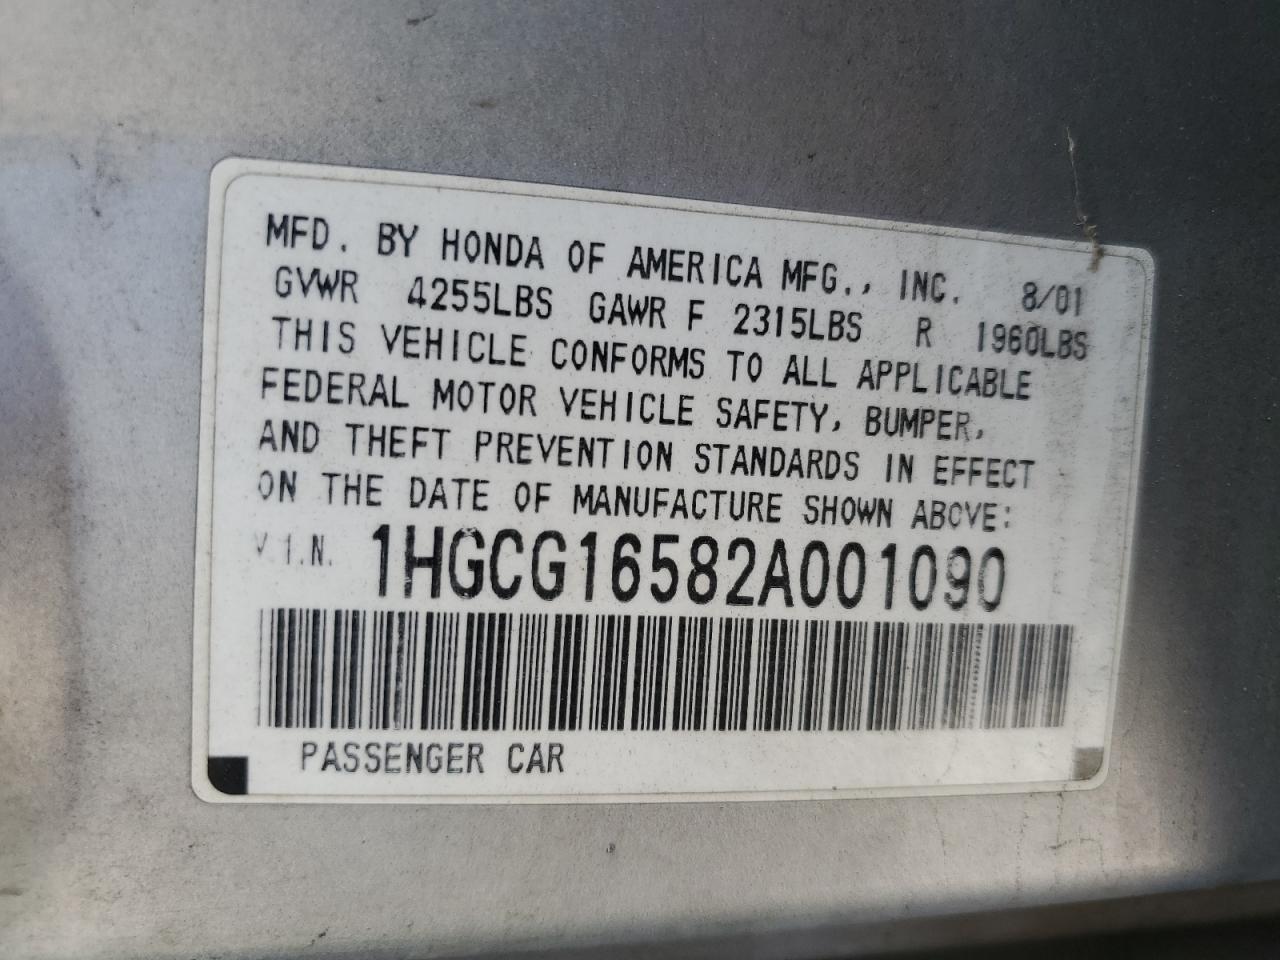 MFD. BY HONDA OF AMERICA MFG., INC. 8/01
GVWR 4255LBS GAWR F 2315LBS R 1960LBS
THIS VEHICLE CONFORMS TO ALL APPLICABLE
FEDERAL MOTOR VEHICLE SAFETY, BUMPER,
AND THEFT PREVENTION STANDARDS IN EFFECT
ON THE DATE OF MANUFACTURE SHOWN ABOVE:
V.I.N. 1HGCG16582A001090
PASSENGER CAR